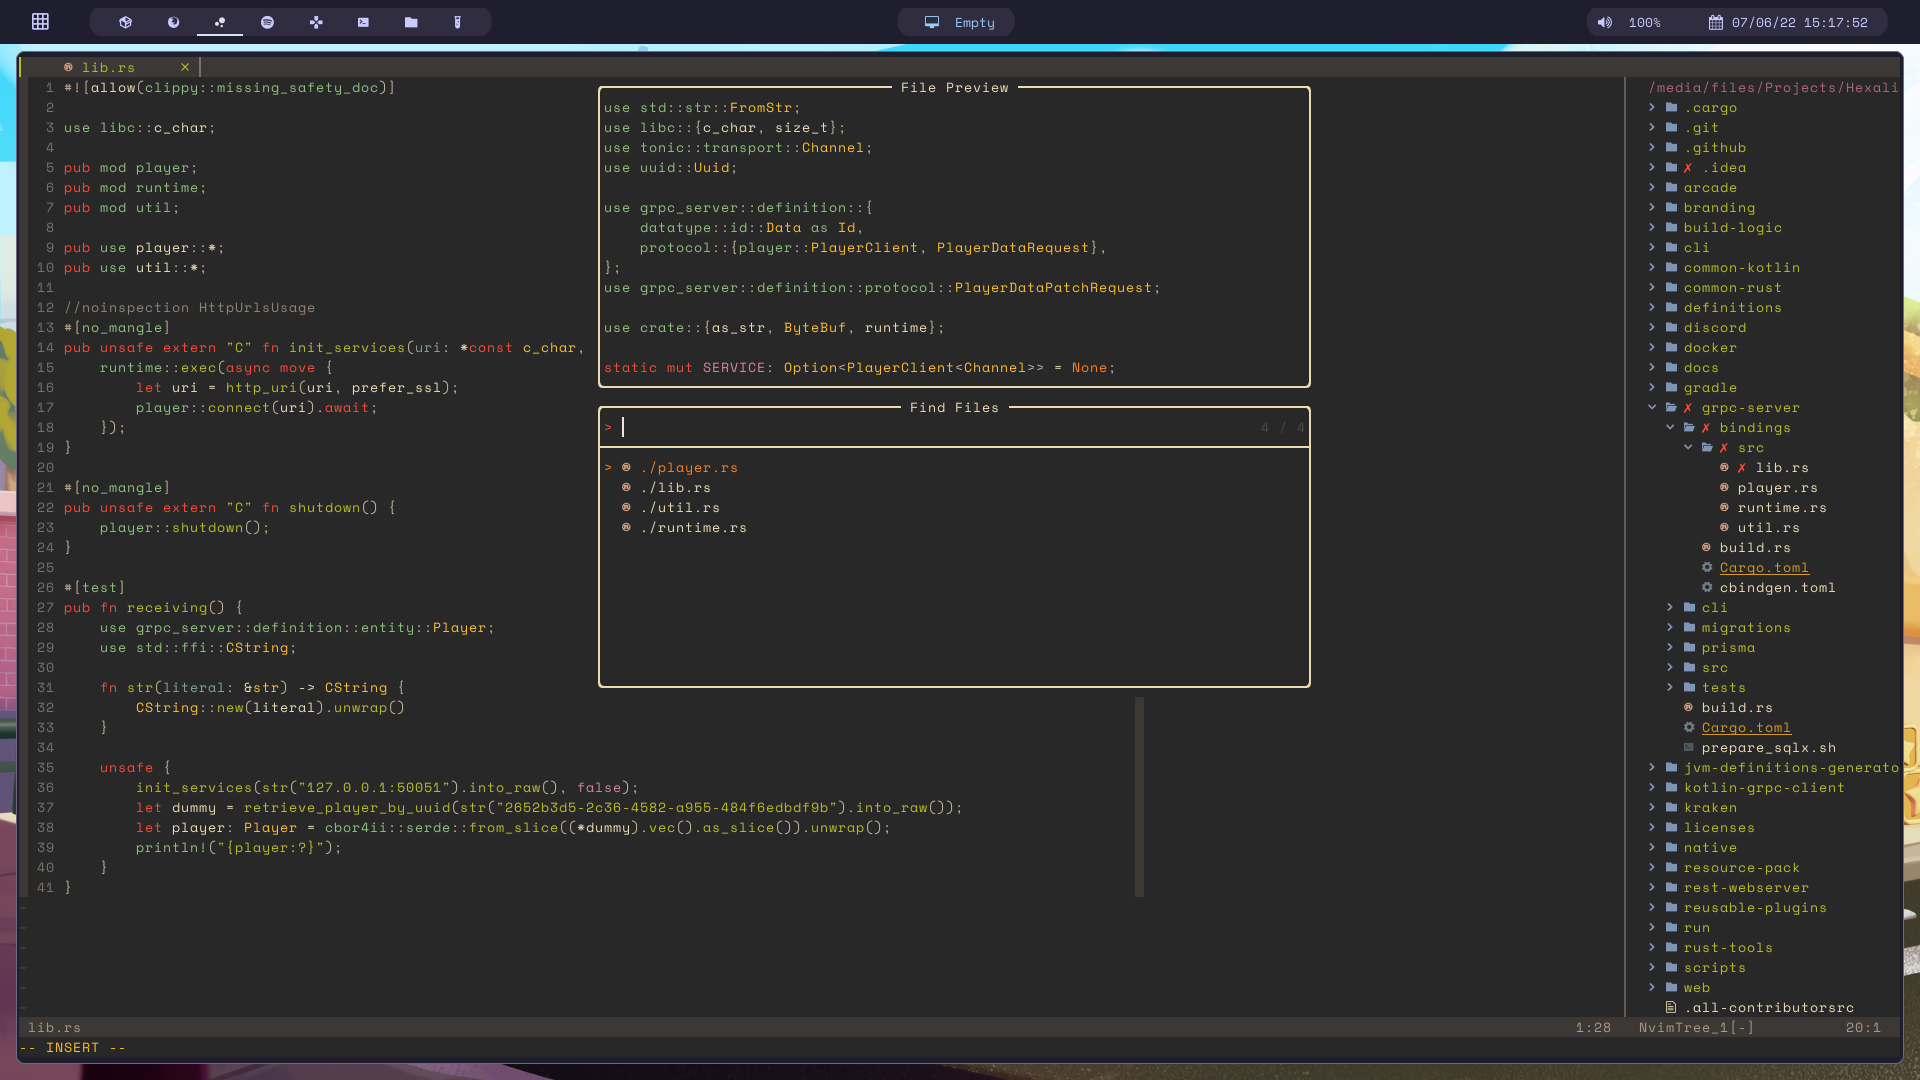 Empty
100%
07/06/22 15:17:52
lib.rs ×
1 #![allow(clippy::missing_safety_doc)]
2
3 use libc::c_char;
4
5 pub mod player;
6 pub mod runtime;
7 pub mod util;
8
9 pub use player::*;
10 pub use util::*;
11
12 //noinspection HttpUrlsUsage
13 #[no_mangle]
14 pub unsafe extern "C" fn init_services(uri: *const c_char,
15     runtime::exec(async move {
16         let uri = http_uri(uri, prefer_ssl);
17         player::connect(uri).await;
18     });
19 }
20
21 #[no_mangle]
22 pub unsafe extern "C" fn shutdown() {
23     player::shutdown();
24 }
25
26 #[test]
27 pub fn receiving() {
28     use grpc_server::definition::entity::Player;
29     use std::ffi::CString;
30
31     fn str(literal: &str) -> CString {
32         CString::new(literal).unwrap()
33     }
34
35     unsafe {
36         init_services(str("127.0.0.1:50051").into_raw(), false);
37         let dummy = retrieve_player_by_uuid(str("2652b3d5-2c36-4582-a955-484f6edbdf9b").into_raw());
38         let player: Player = cbor4ii::serde::from_slice((*dummy).vec().as_slice()).unwrap();
39         println!("{player:?}");
40     }
41 }
~
~
~
~
~
~
File Preview
use std::str::FromStr;
use libc::{c_char, size_t};
use tonic::transport::Channel;
use uuid::Uuid;
use grpc_server::definition::{
    datatype::id::Data as Id,
    protocol::{player::PlayerClient, PlayerDataRequest},
};
use grpc_server::definition::protocol::PlayerDataPatchRequest;
use crate::{as_str, ByteBuf, runtime};
static mut SERVICE: Option<PlayerClient<Channel>> = None;
Find Files
> 4 / 4
> ./player.rs
./lib.rs
./util.rs
./runtime.rs
/media/files/Projects/Hexali
.cargo
.git
.github
✗ .idea
arcade
branding
build-logic
cli
common-kotlin
common-rust
definitions
discord
docker
docs
gradle
✗ grpc-server
✗ bindings
✗ src
✗ lib.rs
player.rs
runtime.rs
util.rs
build.rs
Cargo.toml
cbindgen.toml
cli
migrations
prisma
src
tests
build.rs
Cargo.toml
prepare_sqlx.sh
jvm-definitions-generato
kotlin-grpc-client
kraken
licenses
native
resource-pack
rest-webserver
reusable-plugins
run
rust-tools
scripts
web
.all-contributorsrc
lib.rs 1:28
NvimTree_1[-] 20:1
-- INSERT --